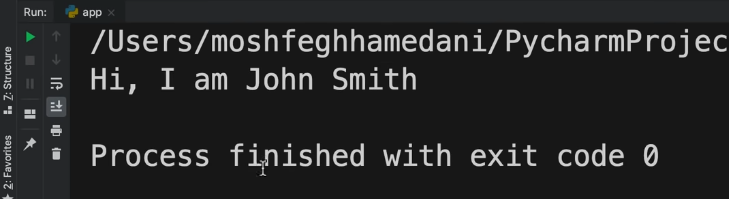 Run: app
/Users/moshfeghhamedani/PycharmProjec
Hi, I am John Smith
Process finished with exit code 0
Z: Structure
2: Favorites